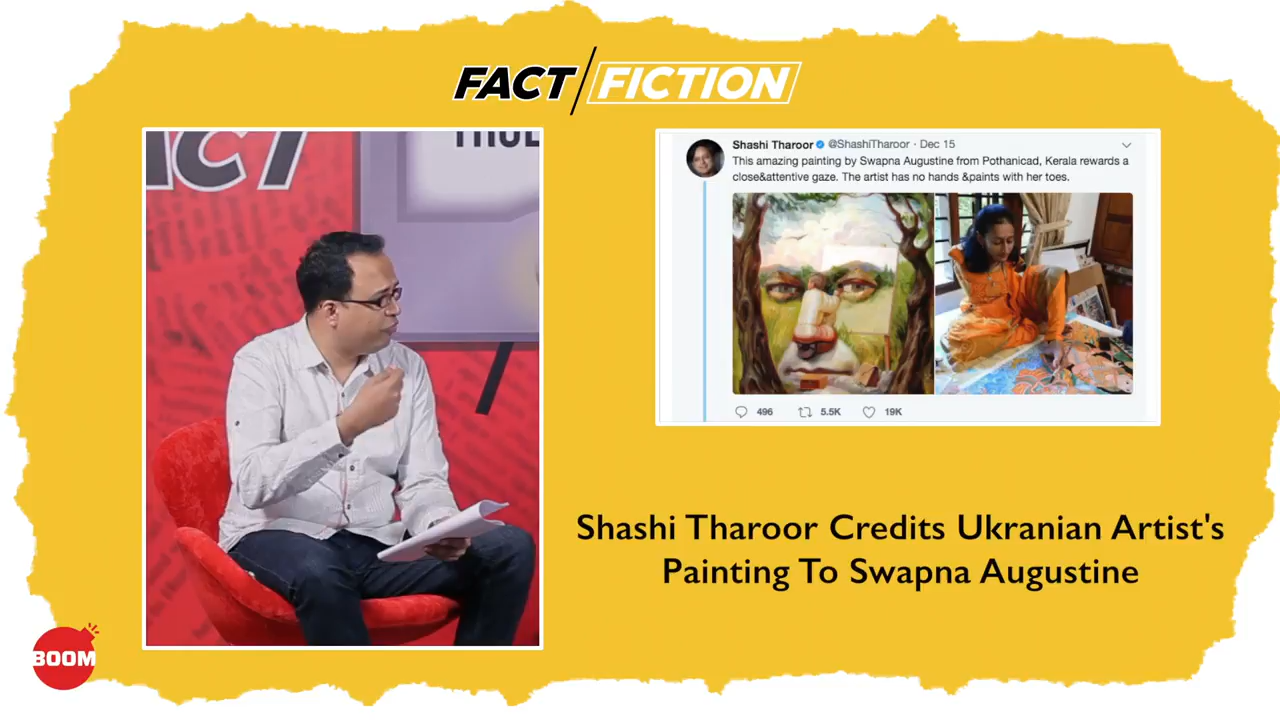 FACT/FICTION
ACT
Shashi Tharoor @ShashiTharoor · Dec 15
This amazing painting by Swapna Augustine from Pothanicad, Kerala rewards a
close&attentive gaze. The artist has no hands &paints with her toes.
496 5.5K 19K
Shashi Tharoor Credits Ukranian Artist's
Painting To Swapna Augustine
BOOM